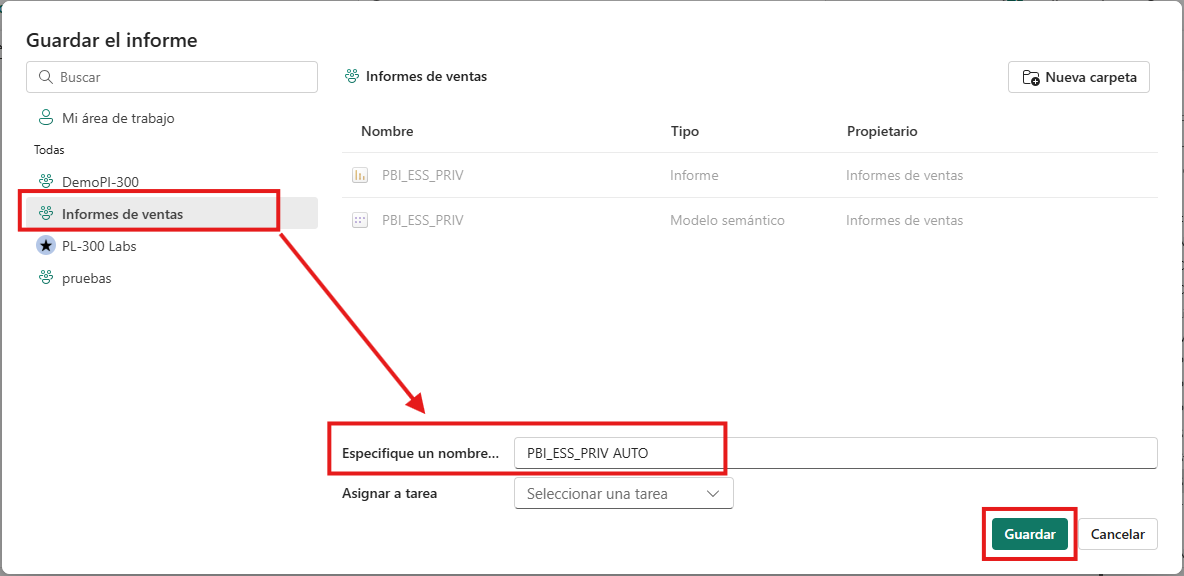 Guardar el informe
Buscar
Mi área de trabajo
Todas
DemoPI-300
Informes de ventas
PL-300 Labs
pruebas
Informes de ventas
Nueva carpeta
Nombre Tipo Propietario
PBI_ESS_PRIV Informe Informes de ventas
PBI_ESS_PRIV Modelo semántico Informes de ventas
Especifique un nombre... PBI_ESS_PRIV AUTO
Asignar a tarea Seleccionar una tarea
Guardar Cancelar